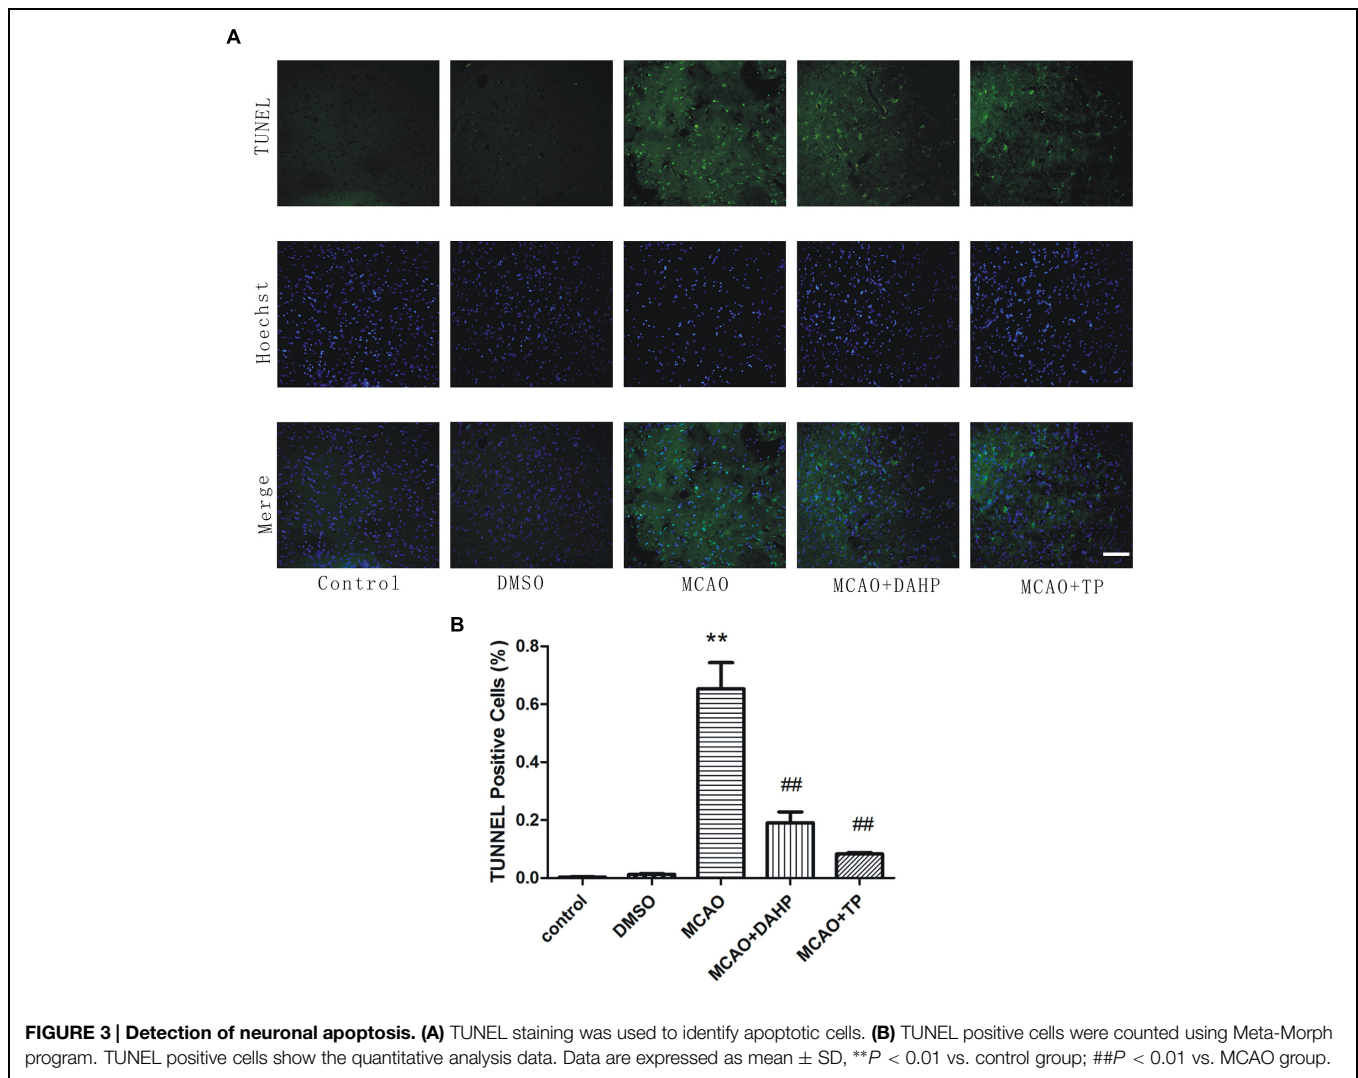 A
TUNEL
Hoechst
Merge
Control
DMSO
MCAO
MCAO+DAHP
MCAO+TP
B
TUNNEL Positive Cells (%)
0.8
0.6
0.4
0.2
0.0
**
##
##
control
DMSO
MCAO
MCAO+DAHP
MCAO+TP
FIGURE 3 | Detection of neuronal apoptosis. (A) TUNEL staining was used to identify apoptotic cells. (B) TUNEL positive cells were counted using Meta-Morph
program. TUNEL positive cells show the quantitative analysis data. Data are expressed as mean ± SD, **P < 0.01 vs. control group; ##P < 0.01 vs. MCAO group.